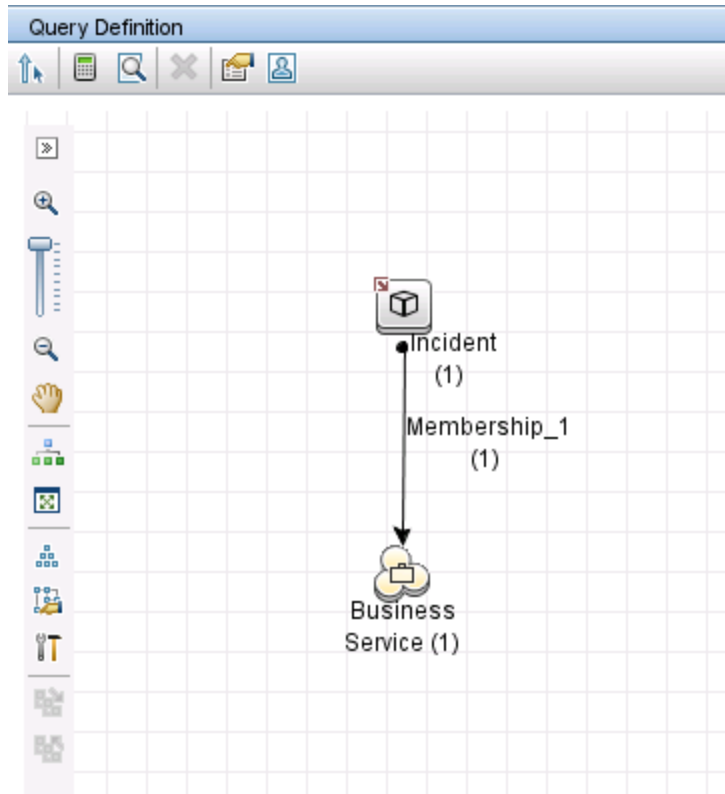 Query Definition
Incident
(1)
Membership_1
(1)
Business
Service (1)